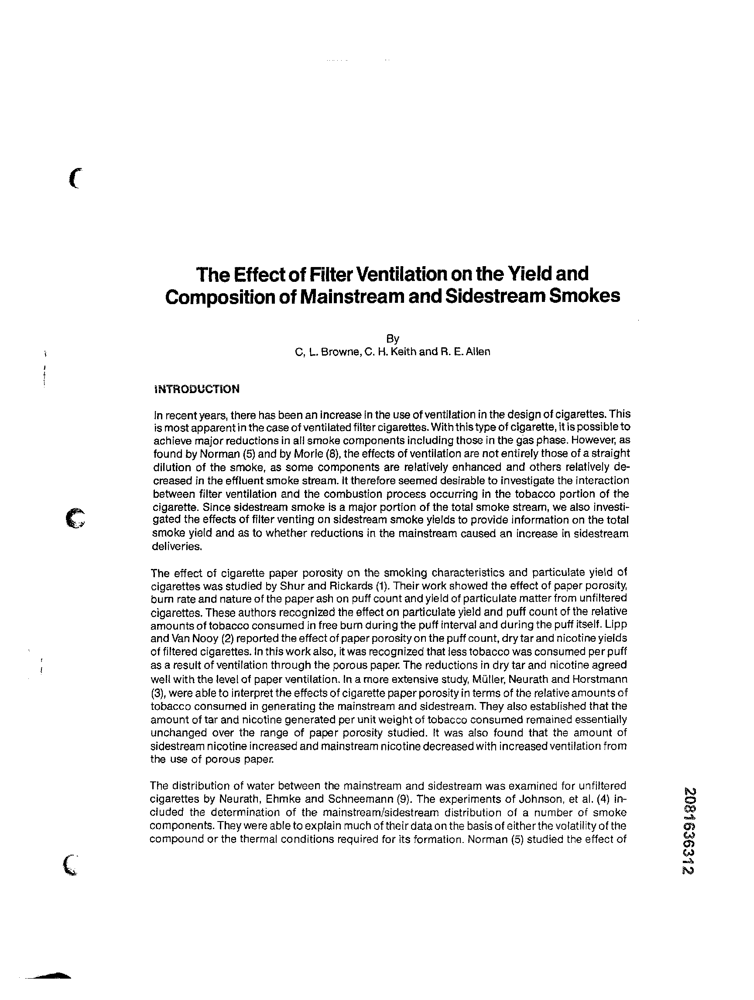 The Effect of Filter Ventilation on the Yield and
Composition of Mainstream and Sidestream Smokes
By
C, L. Browne, C. H. Keith and R. E. Allen
INTRODUCTION
In recent years, there has been an increase in the use of ventilation in the design of cigarettes. This
is most apparent in the case of ventilated filter cigarettes. With this type of cigarette, it is possible to
achieve major reductions in all smoke components including those in the gas phase. However, as
found by Norman (5) and by Morie (8), the effects of ventilation are not entirely those of a straight
dilution of the smoke, as some components are relatively enhanced and others relatively de-
creased in the effluent smoke stream. It therefore seemed desirable to investigate the interaction
between filter ventilation and the combustion process occurring in the tobacco portion of the
cigarette. Since sidestream smoke is a major portion of the total smoke stream, we also investi-
gated the effects of filter venting on sidestream smoke yields to provide information on the total
smoke yield and as to whether reductions in the mainstream caused an increase in sidestream
deliveries.
The effect of cigarette paper porosity on the smoking characteristics and particulate yield of
cigarettes was studied by Shur and Rickards (1). Their work showed the effect of paper porosity,
burn rate and nature of the paper ash on puff count and yield of particulate matter from unfiltered
cigarettes. These authors recognized the effect on particulate yield and puff count of the relative
amounts of tobacco consumed in free burn during the puff interval and during the puff itself. Lipp
and Van Nooy (2) reported the effect of paper porosity on the puff count, dry tar and nicotine yields
of filtered cigarettes. In this work also, it was recognized that less tobacco was consumed per puff
as a result of ventilation through the porous paper. The reductions in dry tar and nicotine agreed
well with the level of paper ventilation. In a more extensive study, Müller, Neurath and Horstmann
(3), were able to interpret the effects of cigarette paper porosity in terms of the relative amounts of
tobacco consumed in generating the mainstream and sidestream. They also established that the
amount of tar and nicotine generated per unit weight of tobacco consumed remained essentially
unchanged over the range of paper porosity studied. It was also found that the amount of
sidestream nicotine increased and mainstream nicotine decreased with increased ventilation from
the use of porous paper.
The distribution of water between the mainstream and sidestream was examined for unfiltered
cigarettes by Neurath, Ehmke and Schneemann (9). The experiments of Johnson, et al. (4) in-
cluded the determination of the mainstream/sidestream distribution of a number of smoke
components. They were able to explain much of their data on the basis of either the volatility of the
compound or the thermal conditions required for its formation. Norman (5) studied the effect of
2081636312